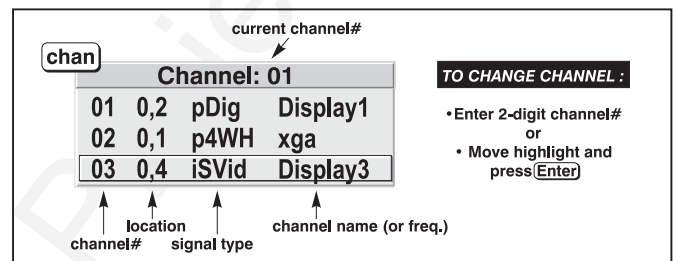 current channel#
chan
Channel: 01
01 0,2 pDig Display1
02 0,1 p4WH xga
03 0,4 iSVid Display3
channel# location signal type channel name (or freq.)
TO CHANGE CHANNEL :
•Enter 2-digit channel#
or
• Move highlight and
press Enter